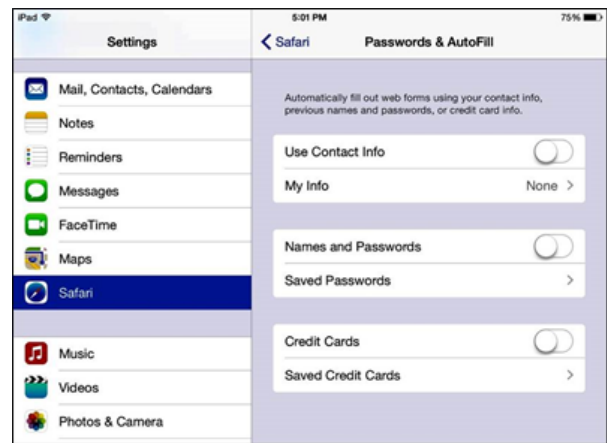 iPad 5:01 PM 75%
Settings
Safari Passwords & AutoFill
Mail, Contacts, Calendars
Notes
Reminders
Messages
FaceTime
Maps
Safari
Music
Videos
Photos & Camera
Automatically fill out web forms using your contact info,
previous names and passwords, or credit card info.
Use Contact Info
My Info None
Names and Passwords
Saved Passwords
Credit Cards
Saved Credit Cards